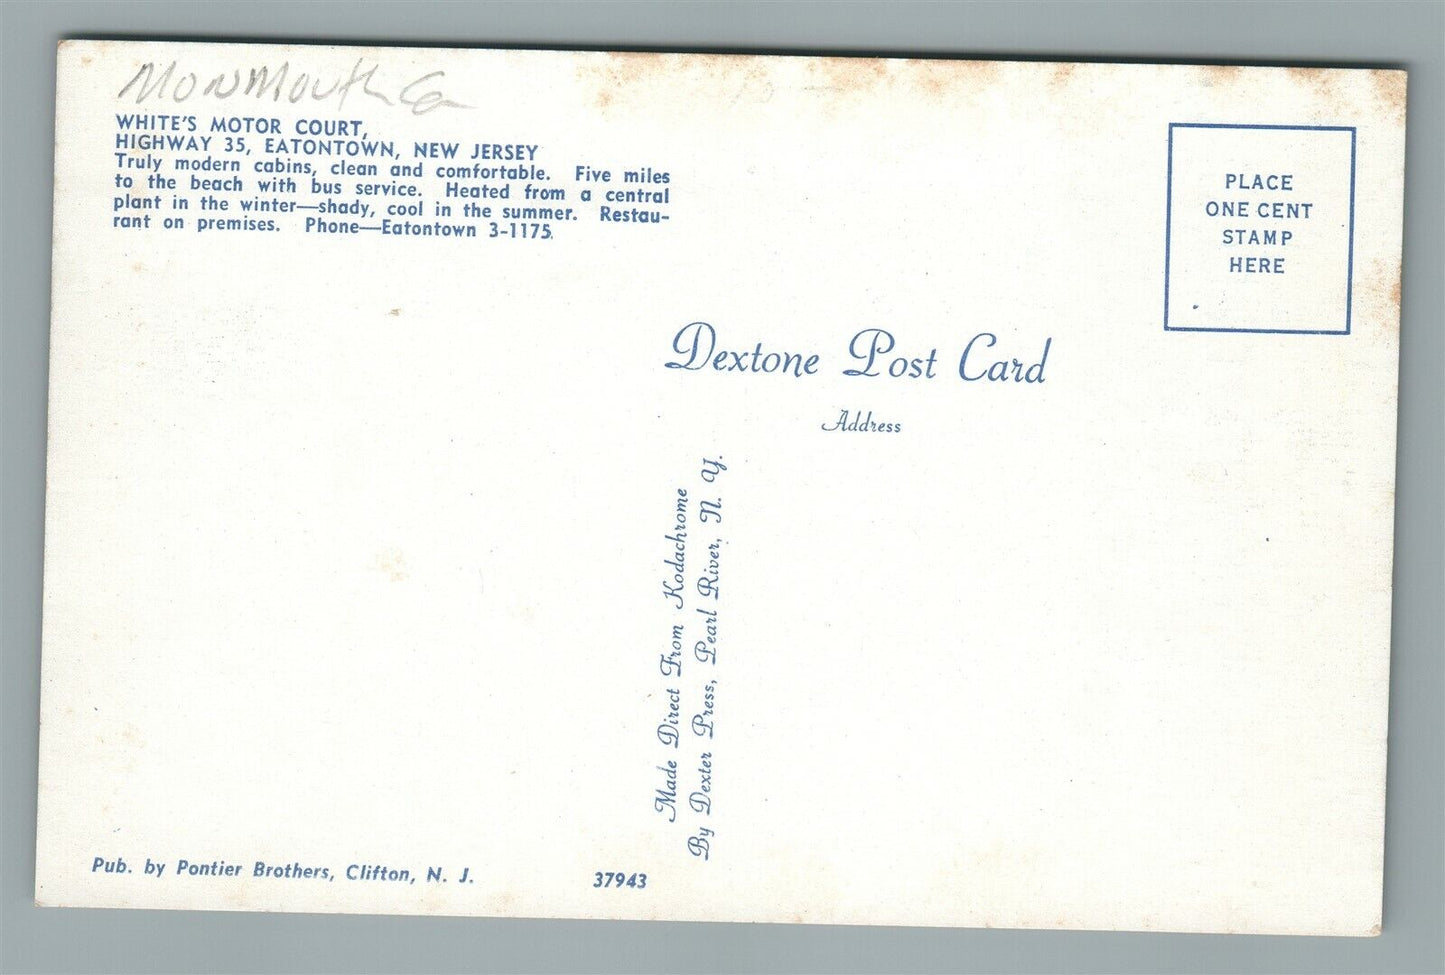 Monmouth Co
WHITE'S MOTOR COURT,
HIGHWAY 35, EATONTOWN, NEW JERSEY
Truly modern cabins, clean and comfortable. Five miles
to the beach with bus service. Heated from a central
plant in the winter—shady, cool in the summer. Restau-
rant on premises. Phone—Eatontown 3-1175.
PLACE
ONE CENT
STAMP
HERE
Dextone Post Card
Address
Made Direct From Kodachrome
By Dexter Press, Pearl River, N. Y.
Pub. by Pontier Brothers, Clifton, N. J.
37943